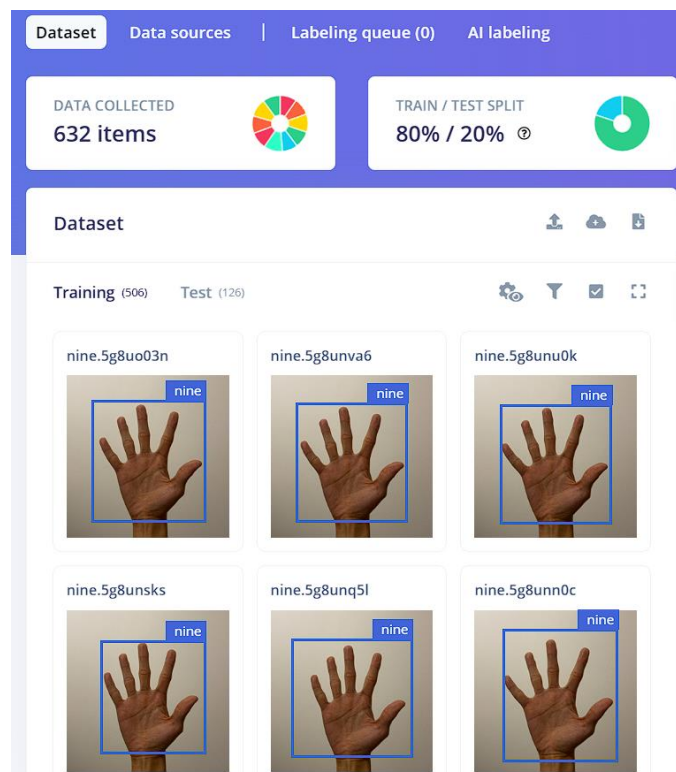 Dataset Data sources | Labeling queue (0) AI labeling
DATA COLLECTED
632 items
TRAIN / TEST SPLIT
80% / 20%
Dataset
Training (506) Test (126)
nine.5g8uo03n
nine
nine.5g8unva6
nine
nine.5g8unu0k
nine
nine.5g8unsks
nine
nine.5g8unq5l
nine
nine.5g8unn0c
nine